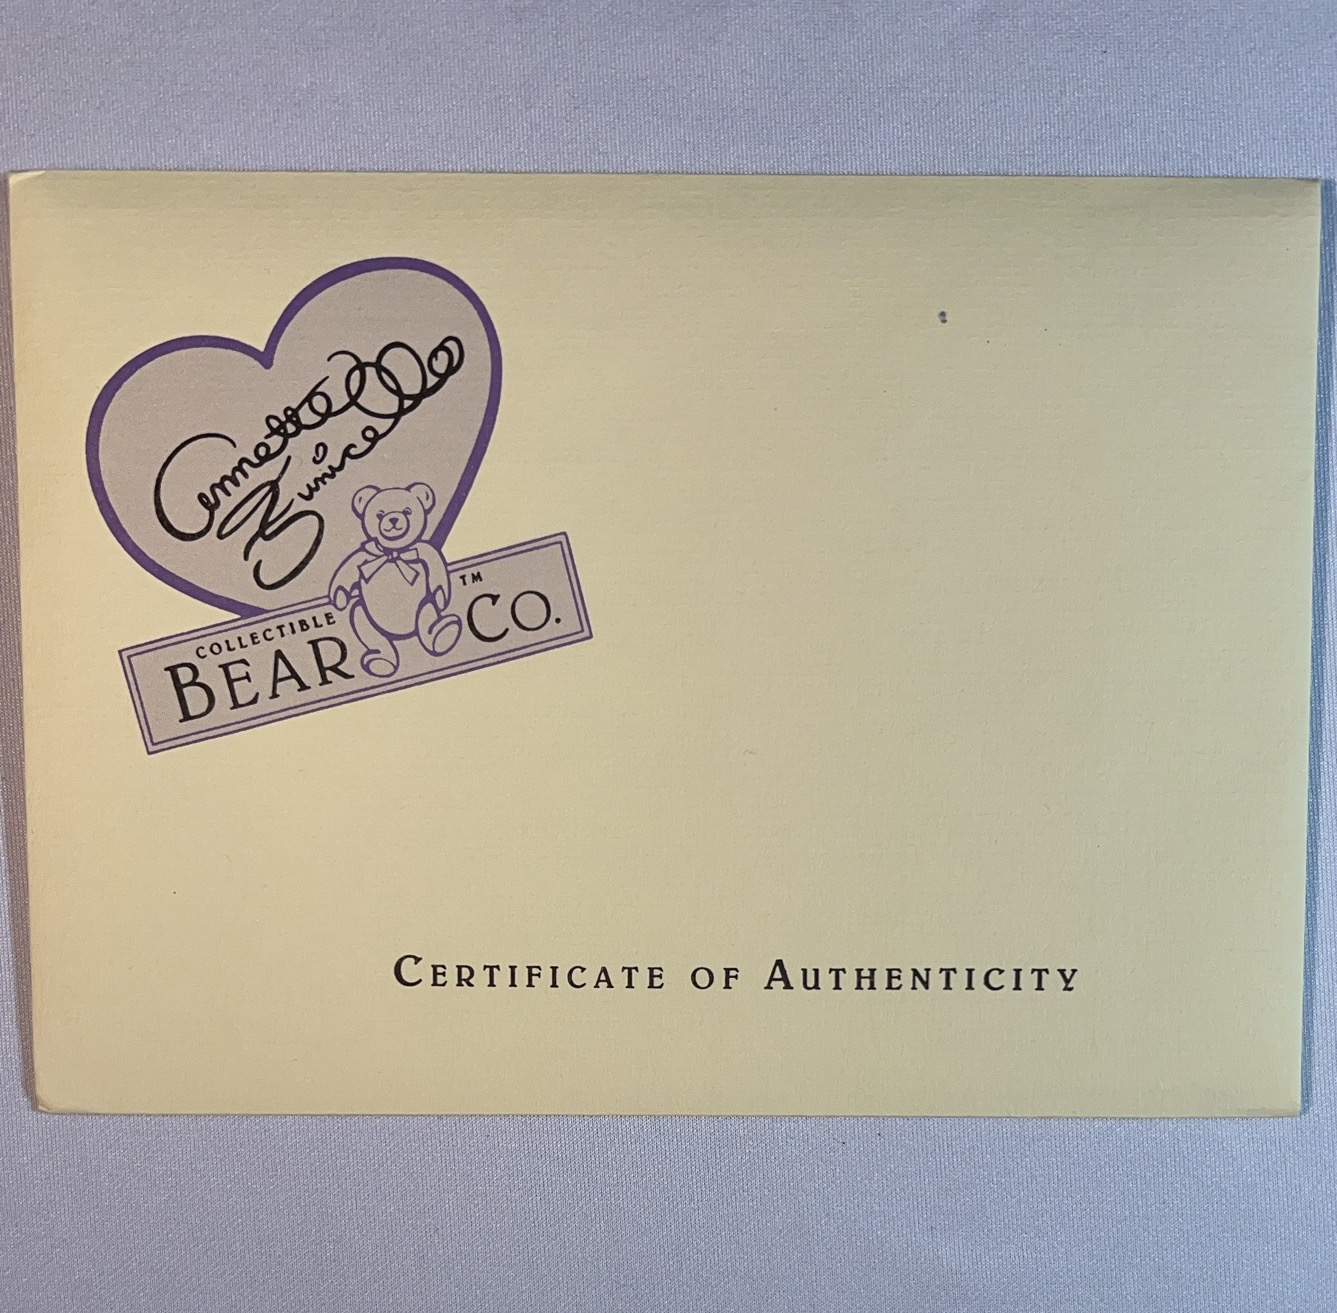 Annette
Funicello
COLLECTIBLE
BEAR CO.™
CERTIFICATE OF AUTHENTICITY